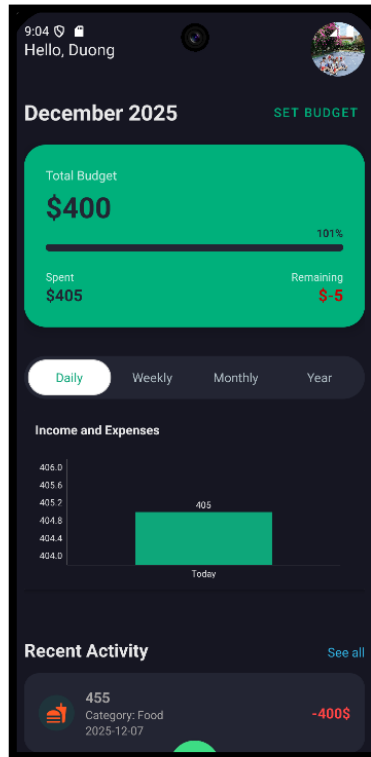 9:04
Hello, Duong
December 2025 SET BUDGET
Total Budget
$400
101%
Spent Remaining
$405 $-5
Daily Weekly Monthly Year
Income and Expenses
406.0
405.6
405.2
404.8
404.4
404.0
405
Today
Recent Activity See all
455
Category: Food
2025-12-07
-400$